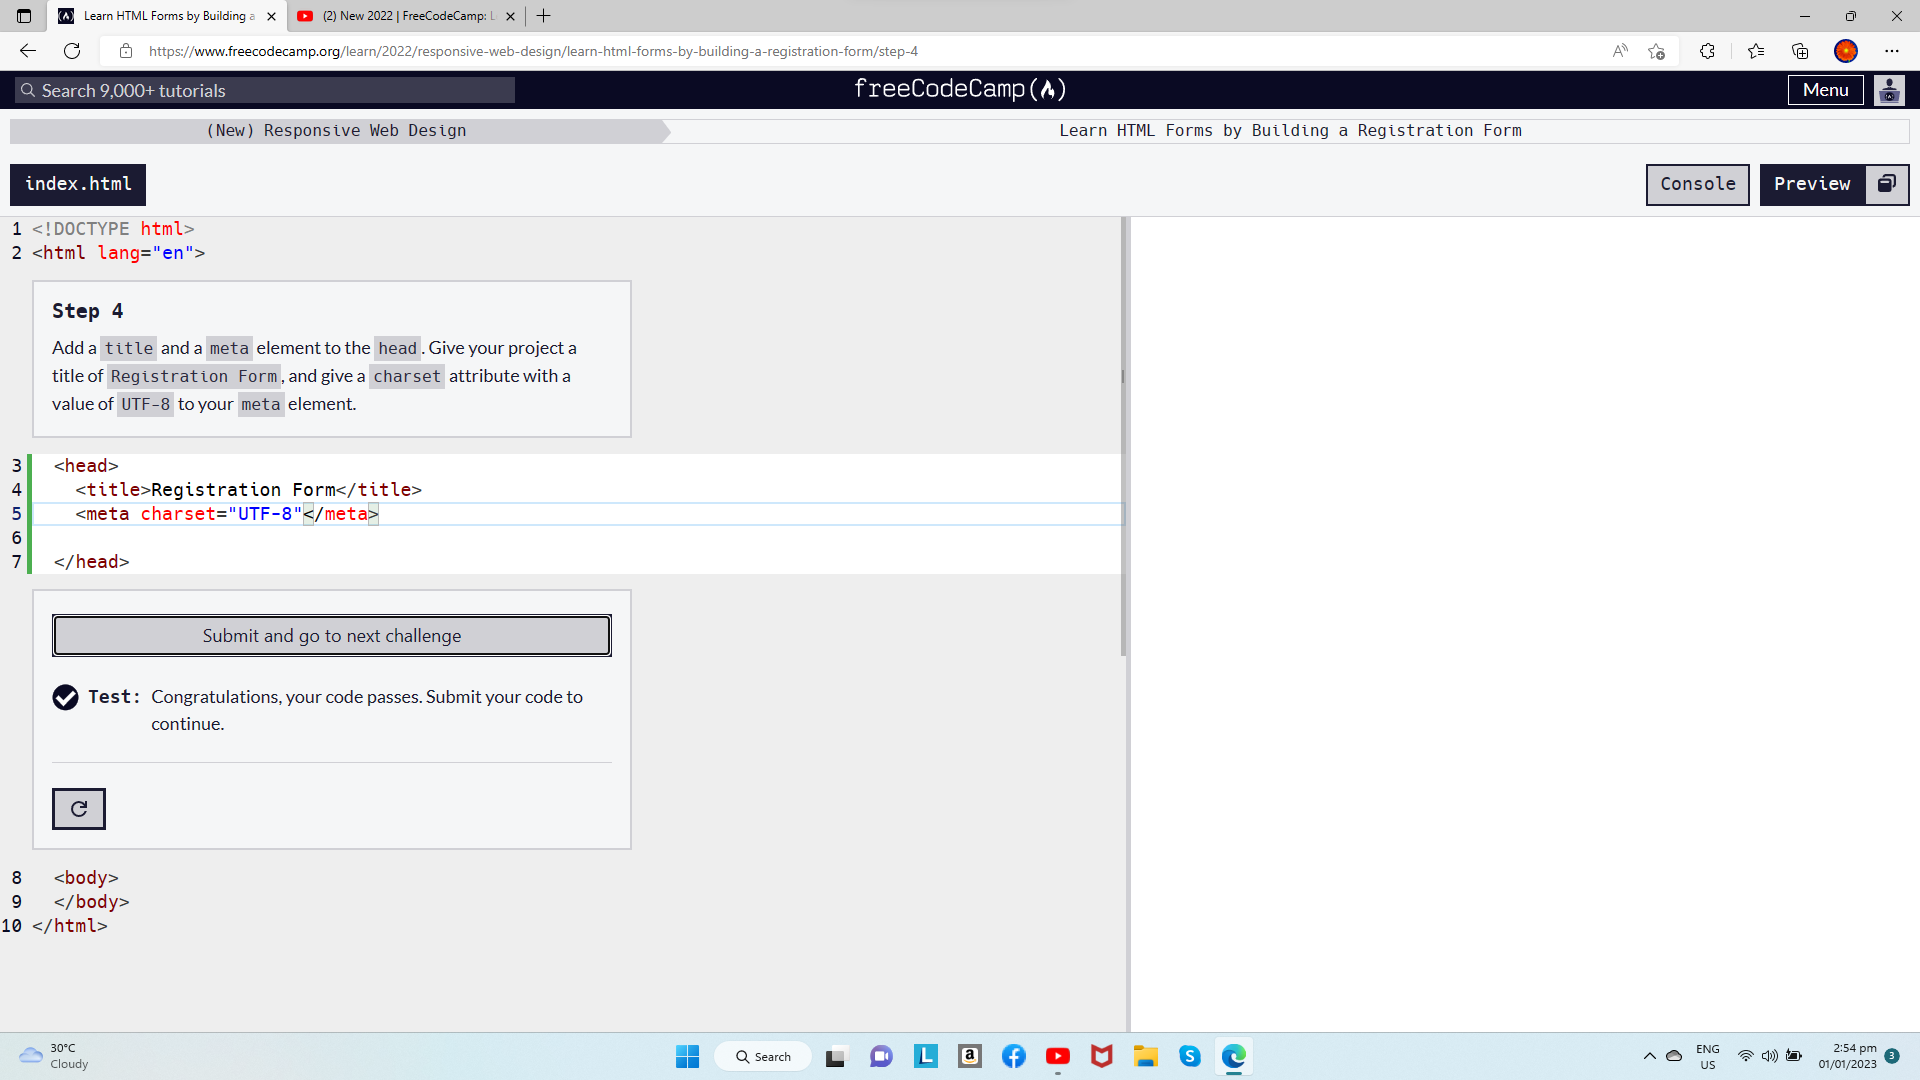 Learn HTML Forms by Building a
(2) New 2022 | FreeCodeCamp: L
https://www.freecodecamp.org/learn/2022/responsive-web-design/learn-html-forms-by-building-a-registration-form/step-4
Search 9,000+ tutorials
freeCodeCamp
Menu
(New) Responsive Web Design
Learn HTML Forms by Building a Registration Form
index.html
Console
Preview
1 <!DOCTYPE html>
2 <html lang="en">
Step 4
Add a title and a meta element to the head. Give your project a
title of Registration Form, and give a charset attribute with a
value of UTF-8 to your meta element.
3 <head>
4 <title>Registration Form</title>
5 <meta charset="UTF-8"</meta>
6
7 </head>
Submit and go to next challenge
Test: Congratulations, your code passes. Submit your code to
continue.
8 <body>
9 </body>
10 </html>
30°C
Cloudy
Search
ENG
US
2:54 pm
01/01/2023
3